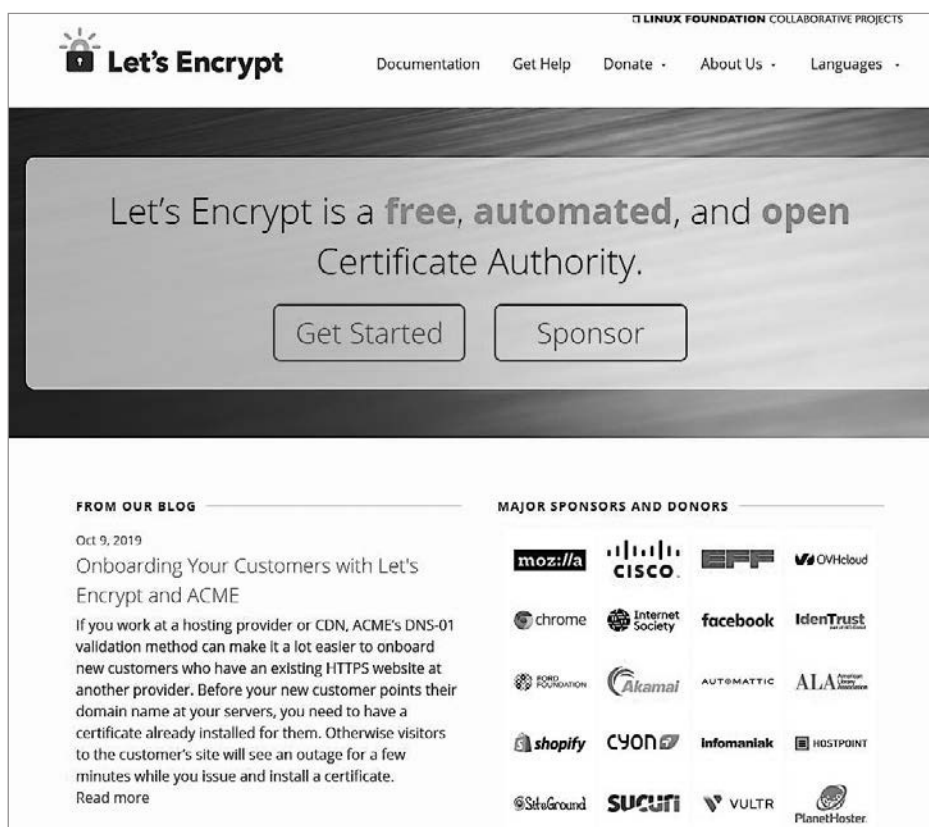 LINUX FOUNDATION COLLABORATIVE PROJECTS
Let's Encrypt
Documentation Get Help Donate About Us Languages
Let's Encrypt is a free, automated, and open
Certificate Authority.
Get Started Sponsor
FROM OUR BLOG
Oct 9, 2019
Onboarding Your Customers with Let's
Encrypt and ACME
If you work at a hosting provider or CDN, ACME's DNS-01
validation method can make it a lot easier to onboard
new customers who have an existing HTTPS website at
another provider. Before your new customer points their
domain name at your servers, you need to have a
certificate already installed for them. Otherwise visitors
to the customer's site will see an outage for a few
minutes while you issue and install a certificate.
Read more
MAJOR SPONSORS AND DONORS
moz://a CISCO EFF OVHcloud
chrome Internet Society facebook IdenTrust
FORD FOUNDATION Akamai AUTOMATTIC ALA American Library Association
shopify cyon infomaniak HOSTPOINT
SiteGround SUCURI VULTR PlanetHoster